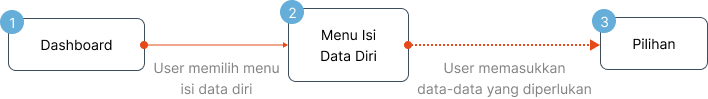 1
Dashboard
User memilih menu
isi data diri
2
Menu Isi
Data Diri
User memasukkan
data-data yang diperlukan
3
Pilihan